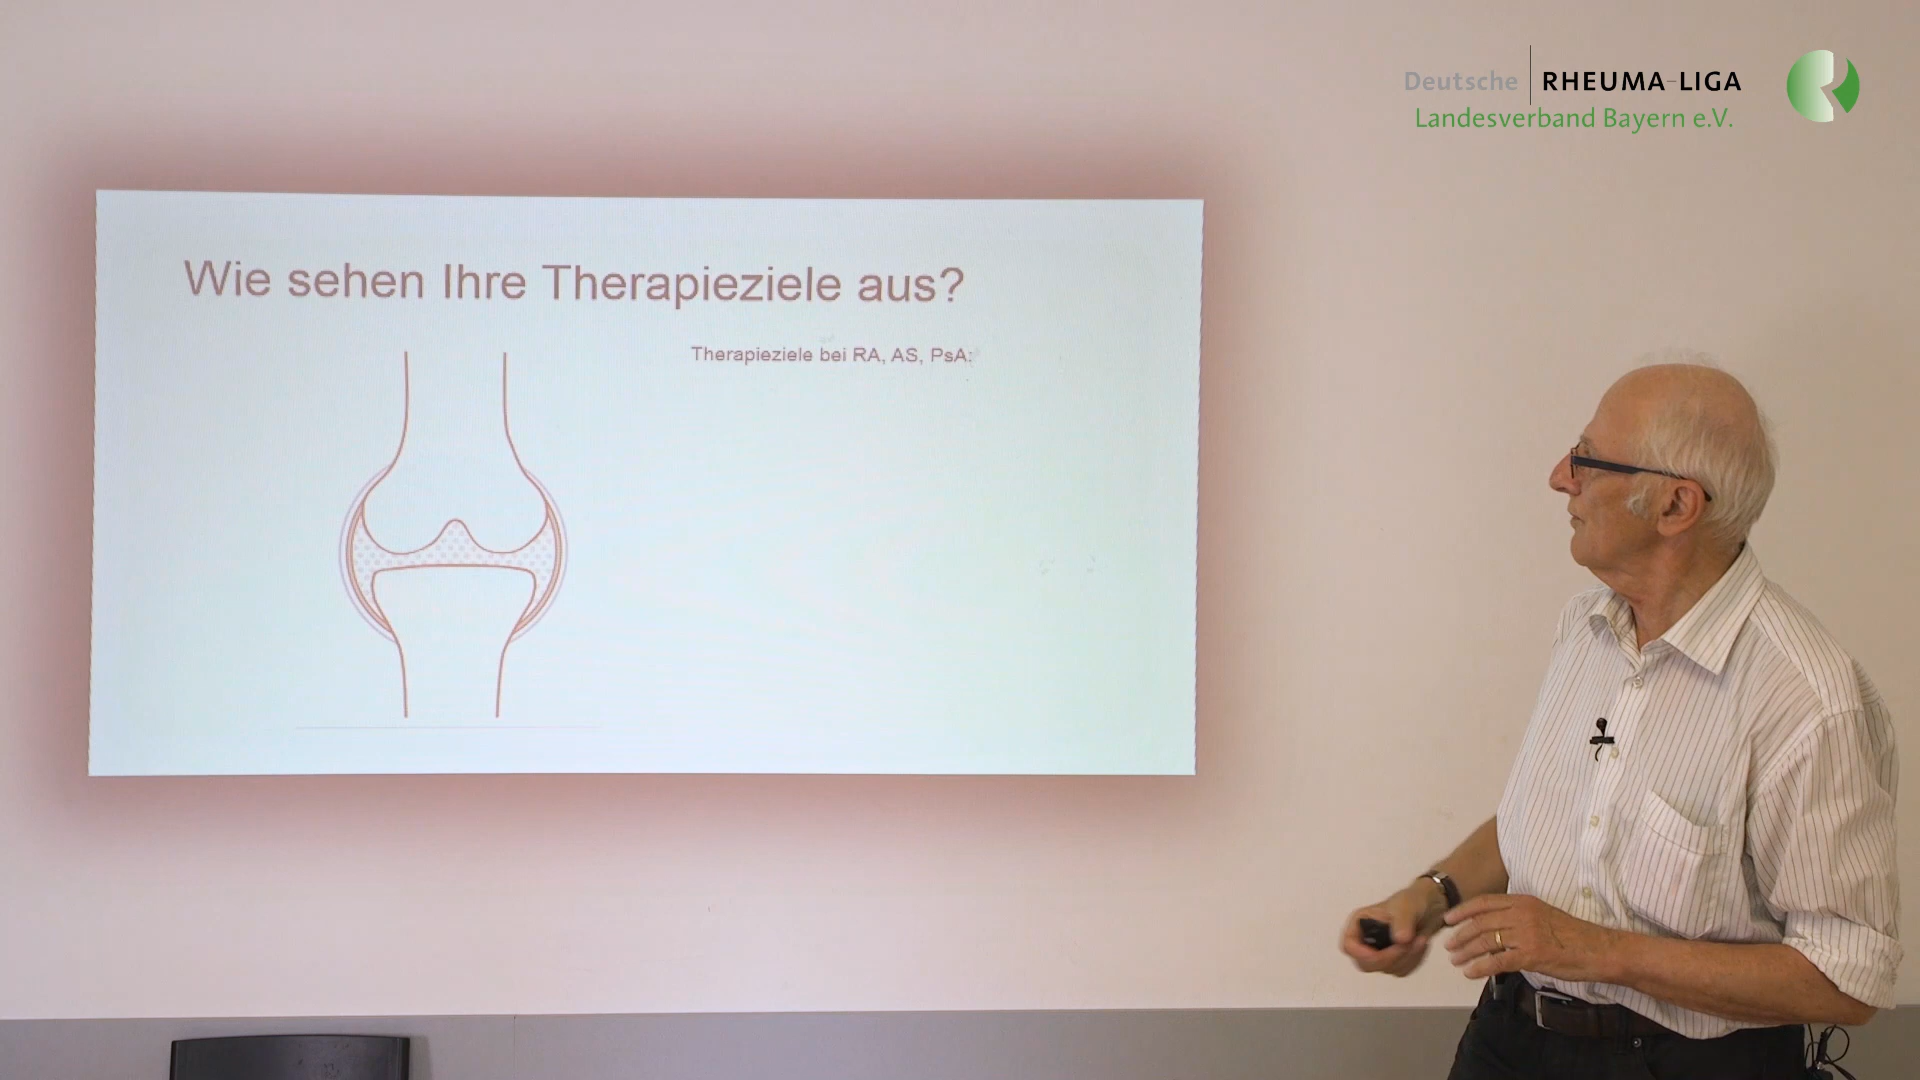 Deutsche RHEUMA-LIGA
Landesverband Bayern e.V.
Wie sehen Ihre Therapieziele aus?
Therapieziele bei RA, AS, PsA: